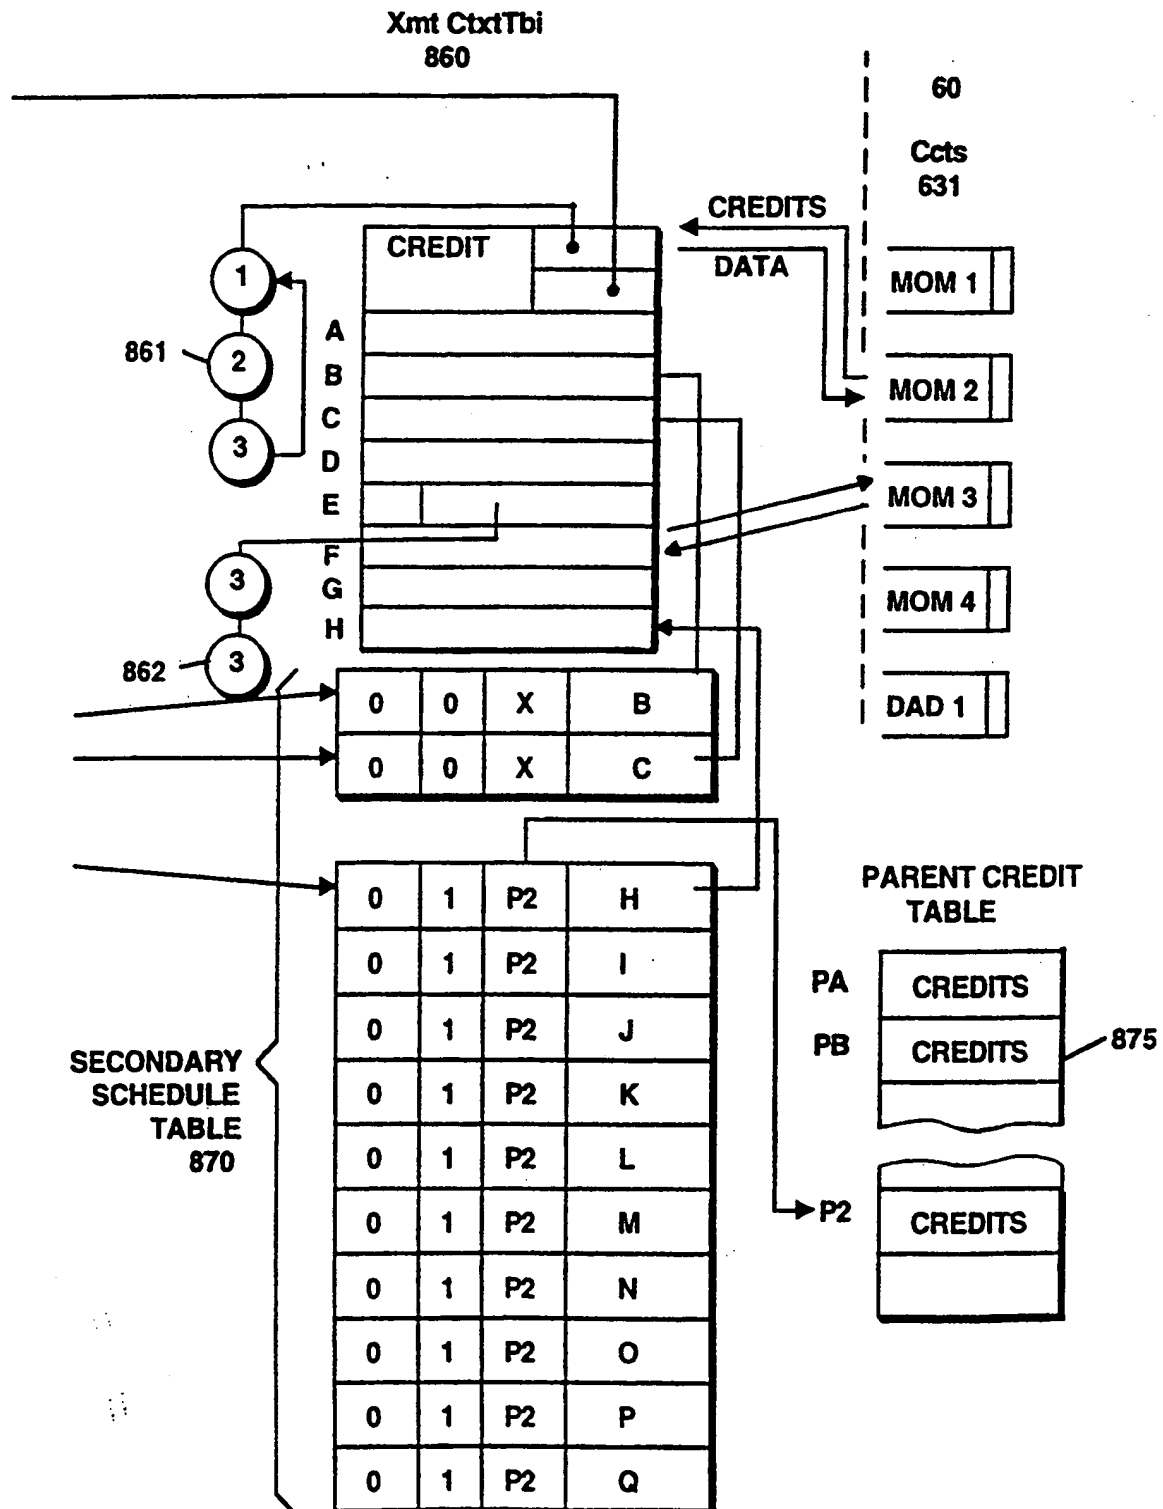 Xmt CtxtTbi
860
60
Ccts
631
CREDITS
DATA
CREDIT
1
2
3
861
A
B
C
D
E
F
G
H
3
3
862
MOM 1
MOM 2
MOM 3
MOM 4
DAD 1
0 0 X B
0 0 X C
0 1 P2 H
0 1 P2 I
0 1 P2 J
0 1 P2 K
0 1 P2 L
0 1 P2 M
0 1 P2 N
0 1 P2 O
0 1 P2 P
0 1 P2 Q
SECONDARY
SCHEDULE
TABLE
870
PARENT CREDIT
TABLE
PA CREDITS
PB CREDITS
875
P2 CREDITS